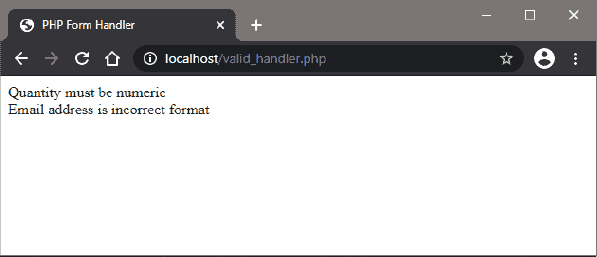 PHP Form Handler
localhost/valid_handler.php
Quantity must be numeric
Email address is incorrect format